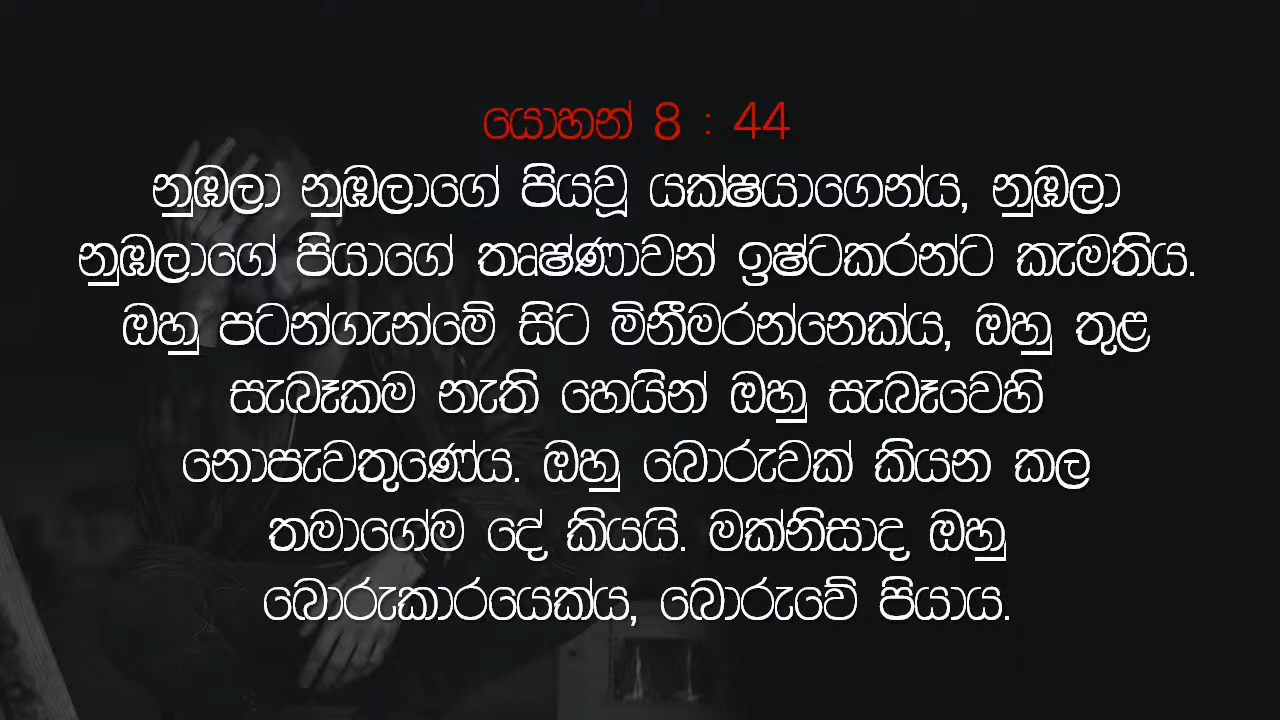 යොහන් 8 : 44
නුඹලා නුඹලාගේ පියවූ යක්ෂයාගෙන්ය, නුඹලා
නුඹලාගේ පියාගේ තෘෂ්ණාවන් ඉෂ්ටකරන්ට කැමතිය.
ඔහු පටන්ගැන්මේ සිට මිනීමරන්නෙක්ය, ඔහු තුළ
සැබෑකම නැති හෙයින් ඔහු සැබෑවෙහි
නොපැවතුණේය. ඔහු බොරුවක් කියන කල
තමාගේම දේ කියයි. මක්නිසාද ඔහු
බොරුකාරයෙක්ය, බොරුවේ පියාය.